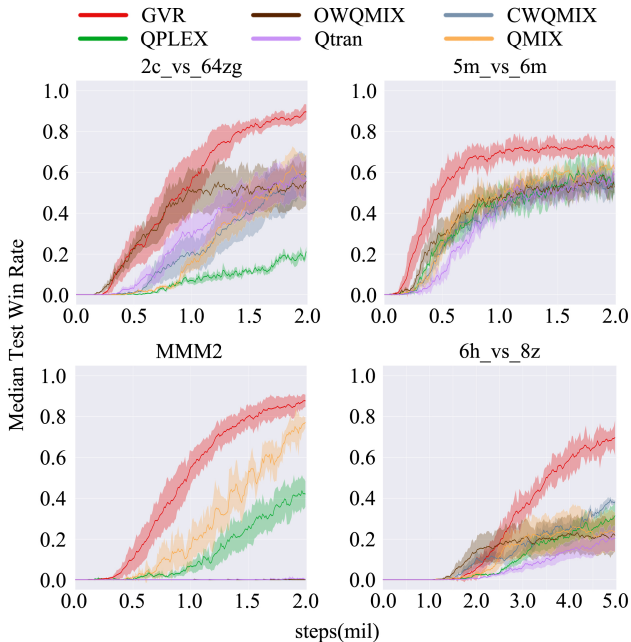 GVR OWQMIX CWQMIX
QPLEX Qtran QMIX
2c_vs_64zg 5m_vs_6m
1.0 1.0
0.8 0.8
0.6 0.6
0.4 0.4
0.2 0.2
0.0 0.0
0.0 0.5 1.0 1.5 2.0 0.0 0.5 1.0 1.5 2.0
Median Test Win Rate
MMM2 6h_vs_8z
1.0 1.0
0.8 0.8
0.6 0.6
0.4 0.4
0.2 0.2
0.0 0.0
0.0 0.5 1.0 1.5 2.0 0.0 1.0 2.0 3.0 4.0 5.0
steps(mil)